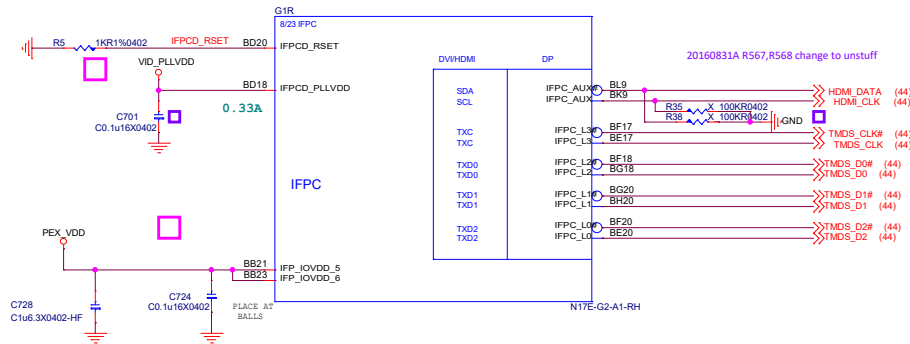 G1R
8/23 IFPC
R5 1KR1%0402 IFPCD_RSET BD20 IFPCD_RSET
VID_PLLVDD
BD18 IFPCD_PLLVDD
0.33A
C701
C0.1u16X0402
DVI/HDMI DP
20160831A R567,R568 change to unstuff
SDA IFPC_AUX# BL9 HDMI_DATA (44)
SCL IFPC_AUX BK9 HDMI_CLK (44)
R35 X_100KR0402
R38 X_100KR0402 GND
TXC IFPC_L3# BF17 TMDS_CLK# (44)
TXC IFPC_L3 BE17 TMDS_CLK (44)
TXD0 IFPC_L2# BF18 TMDS_D0# (44)
TXD0 IFPC_L2 BG18 TMDS_D0 (44)
IFPC
TXD1 IFPC_L1# BG20 TMDS_D1# (44)
TXD1 IFPC_L1 BH20 TMDS_D1 (44)
TXD2 IFPC_L0# BF20 TMDS_D2# (44)
TXD2 IFPC_L0 BE20 TMDS_D2 (44)
PEX_VDD
BB21 IFP_IOVDD_5
BB23 IFP_IOVDD_6
C728
C1u6.3X0402-HF
C724
C0.1u16X0402
PLACE AT
BALLS
N17E-G2-A1-RH